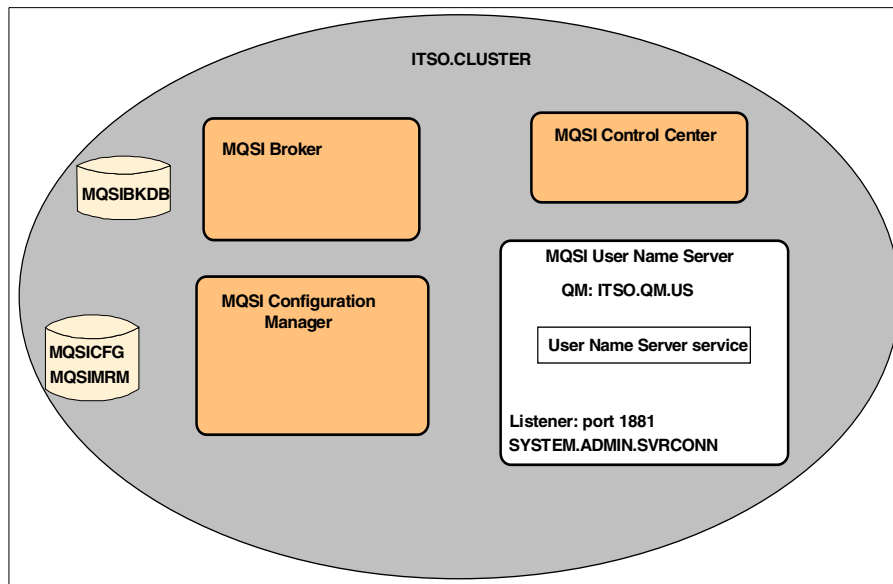 ITSO.CLUSTER
MQSI Broker
MQSI Control Center
MQSIBKDB
MQSI User Name Server
QM: ITSO.QM.US
MQSI Configuration
Manager
User Name Server service
MQSICFG
MQSIMRM
Listener: port 1881
SYSTEM.ADMIN.SVRCONN